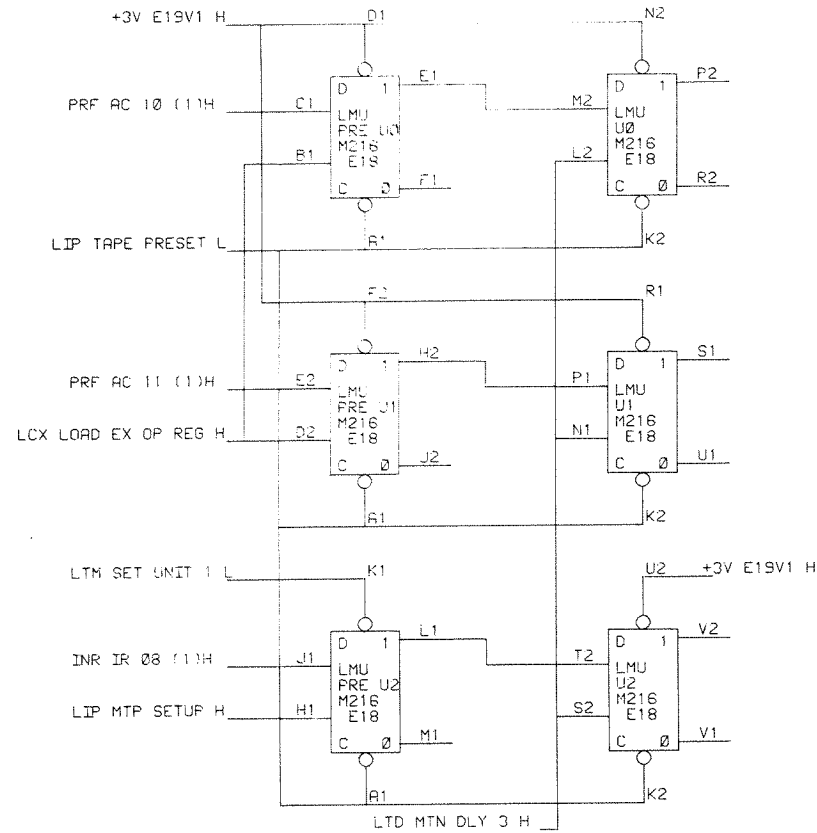 +3V E19V1 H
D1
N2
D 1
E1
D 1
P2
PRF AC 10 (1)H
C1
LMU
PRE U0
M216
E18
M2
LMU
U0
M216
E18
B1
L2
F1
C 0
C 0
R2
LIP TAPE PRESET L
A1
K2
F2
R1
D 1
H2
D 1
S1
PRF AC 11 (1)H
E2
LMU
PRE U1
M216
E18
P1
LMU
U1
M216
E18
LCX LOAD EX OP REG H
D2
N1
C 0
J2
C 0
U1
A1
K2
LTM SET UNIT 1 L
K1
U2
+3V E19V1 H
D 1
L1
D 1
V2
INR IR 08 (1)H
J1
LMU
PRE U2
M216
E18
T2
LMU
U2
M216
E18
LIP MTP SETUP H
H1
S2
C 0
M1
C 0
V1
A1
K2
LTD MTN DLY 3 H